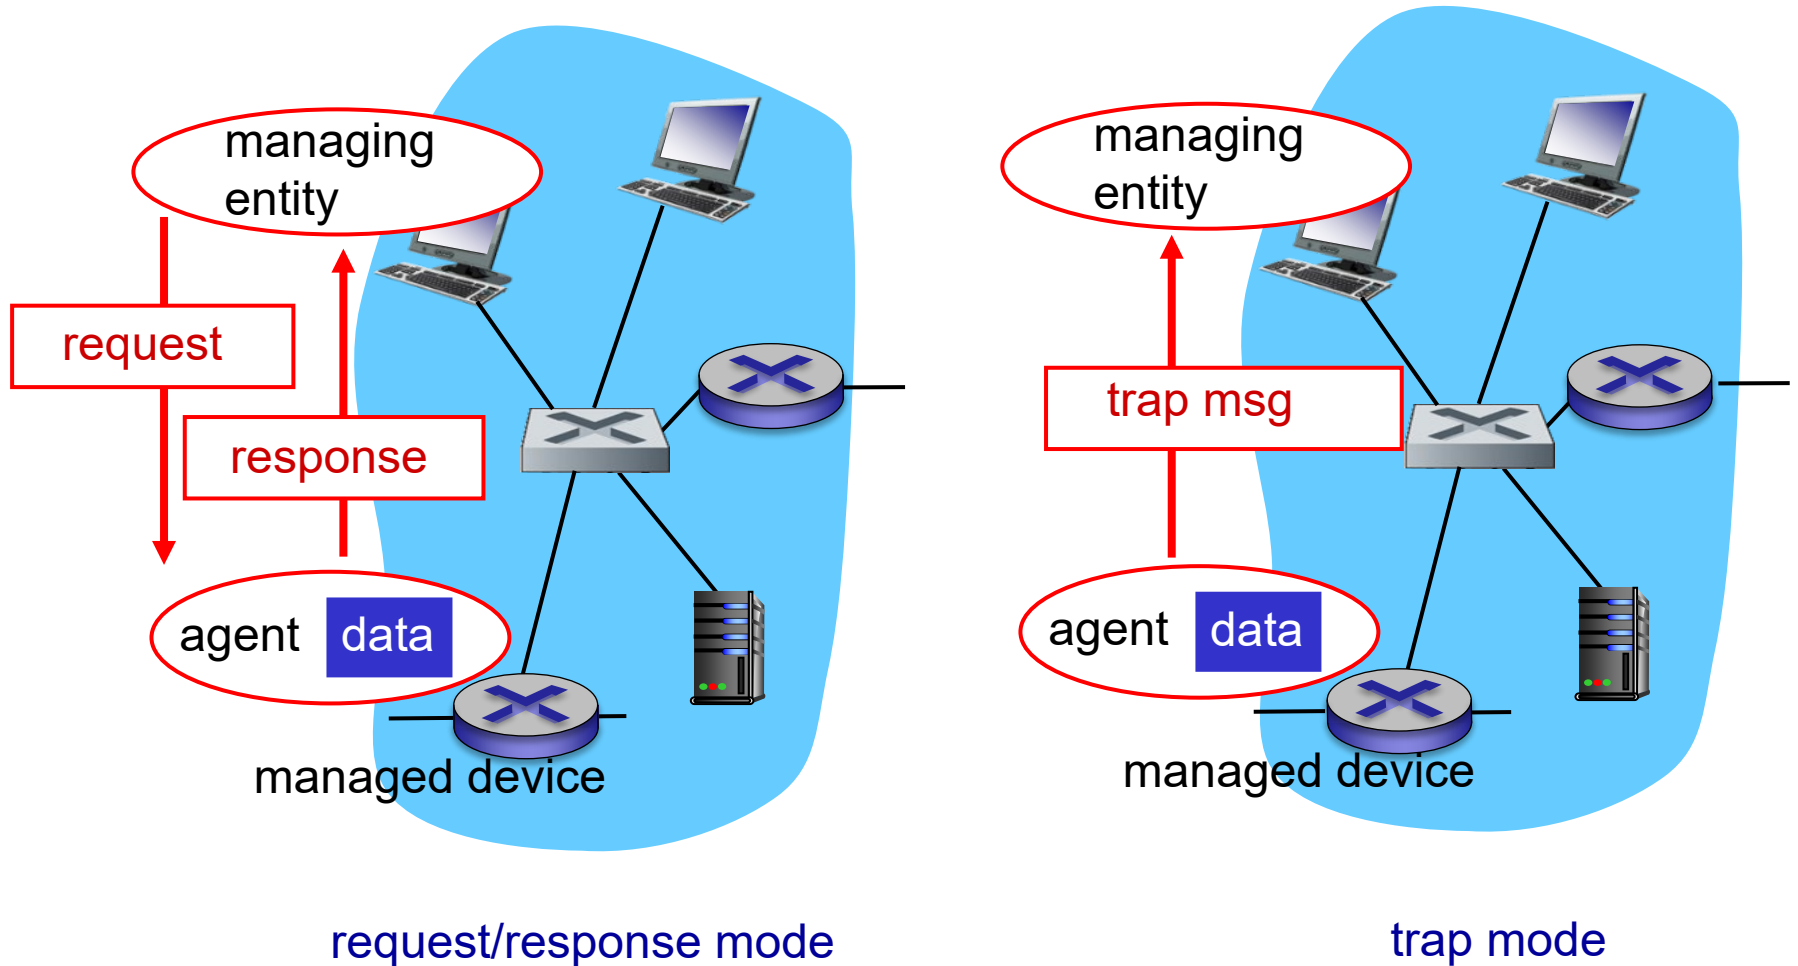 managing
entity
request
response
agent
data
managed device
request/response mode
managing
entity
trap msg
agent
data
managed device
trap mode